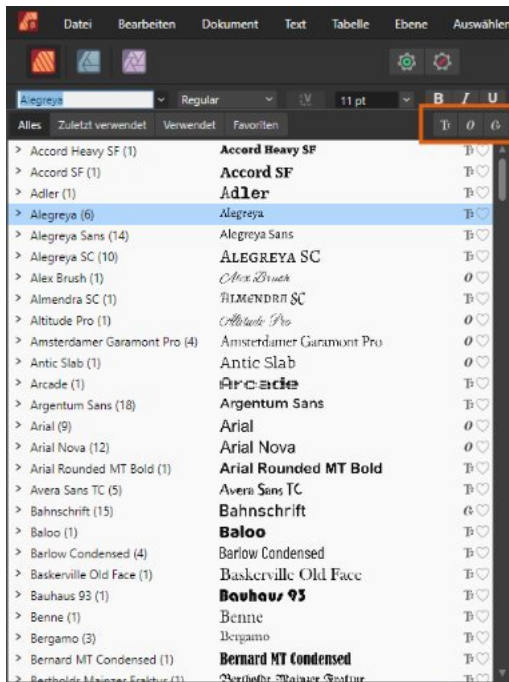 Datei Bearbeiten Dokument Text Tabelle Ebene Auswählen
Alegreya Regular 11 pt B I U
Alles Zuletzt verwendet Verwendet Favoriten
Accord Heavy SF (1) Accord Heavy SF
Accord SF (1) Accord SF
Adler (1) Adler
Alegreya (6) Alegreya
Alegreya Sans (14) Alegreya Sans
Alegreya SC (10) Alegreya SC
Alex Brush (1) Alex Brush
Almendra SC (1) Almendra SC
Altitude Pro (1) Altitude Pro
Amsterdamer Garamont Pro (4) Amsterdamer Garamont Pro
Antic Slab (1) Antic Slab
Arcade (1) Arcade
Argentum Sans (18) Argentum Sans
Arial (9) Arial
Arial Nova (12) Arial Nova
Arial Rounded MT Bold (1) Arial Rounded MT Bold
Avera Sans TC (5) Avera Sans TC
Bahnschrift (15) Bahnschrift
Baloo (1) Baloo
Barlow Condensed (4) Barlow Condensed
Baskerville Old Face (1) Baskerville Old Face
Bauhaus 93 (1) Bauhaus 93
Benne (1) Benne
Bergamo (3) Bergamo
Bernard MT Condensed (1) Bernard MT Condensed
Bertholds Mainzer Fraktur (1) Bertholds Mainzer Fraktur